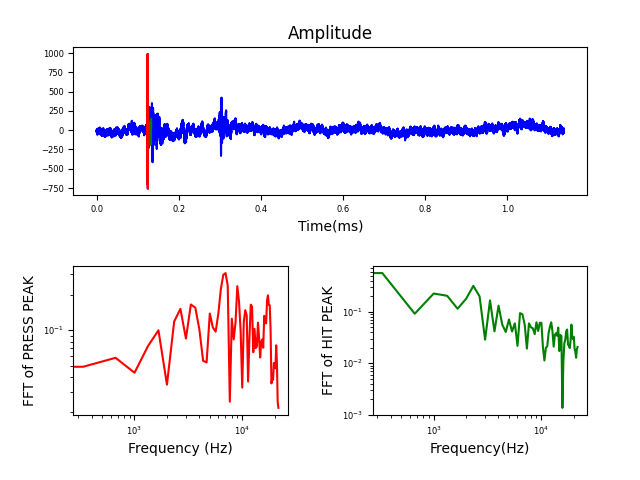 Amplitude
1000
750
500
250
0
−250
−500
−750
0.0 0.2 0.4 0.6 0.8 1.0
Time(ms)
FFT of PRESS PEAK
10⁻¹
10³ 10⁴
Frequency (Hz)
FFT of HIT PEAK
10⁻¹
10⁻²
10⁻³
10³ 10⁴
Frequency(Hz)